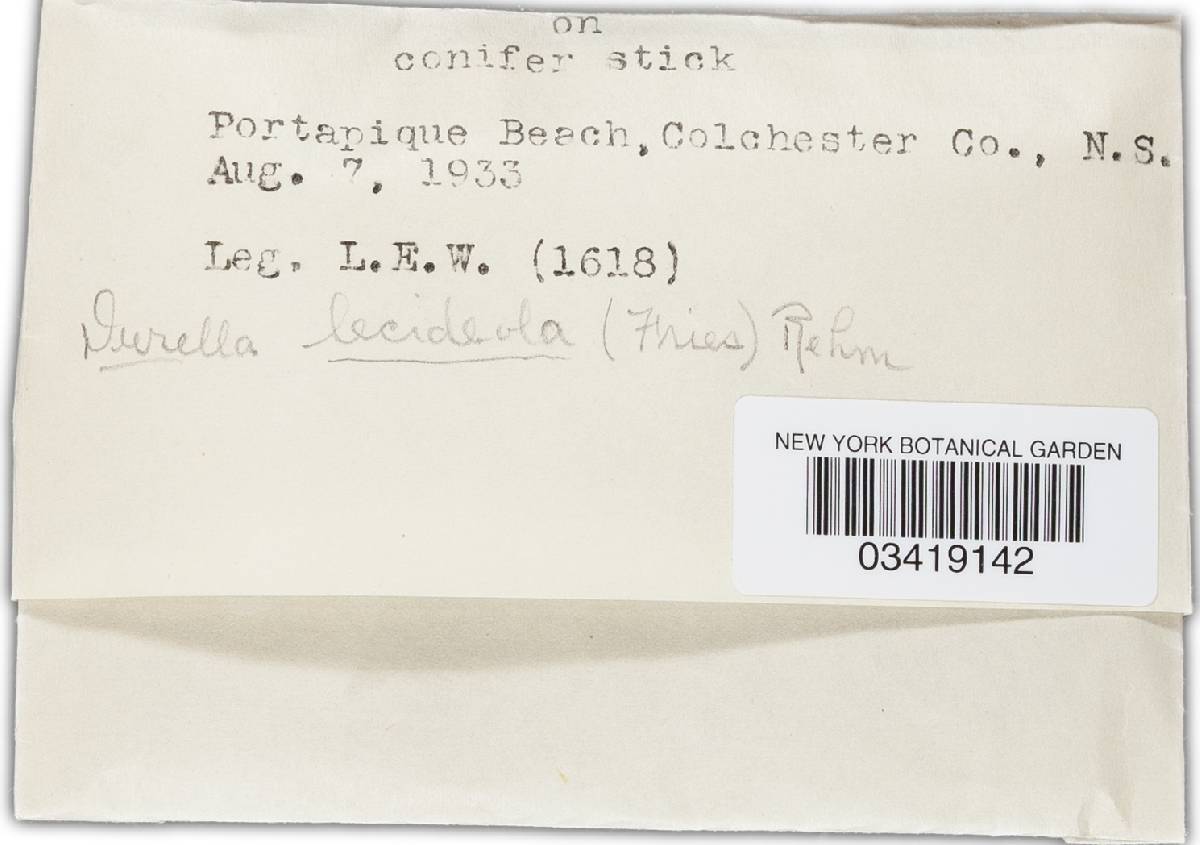 on
conifer stick
Portapique Beach, Colchester Co., N.S.
Aug. 7, 1933
Leg. L.E.W. (1618)
Durella lecideola (Fries) Rehm
NEW YORK BOTANICAL GARDEN
03419142